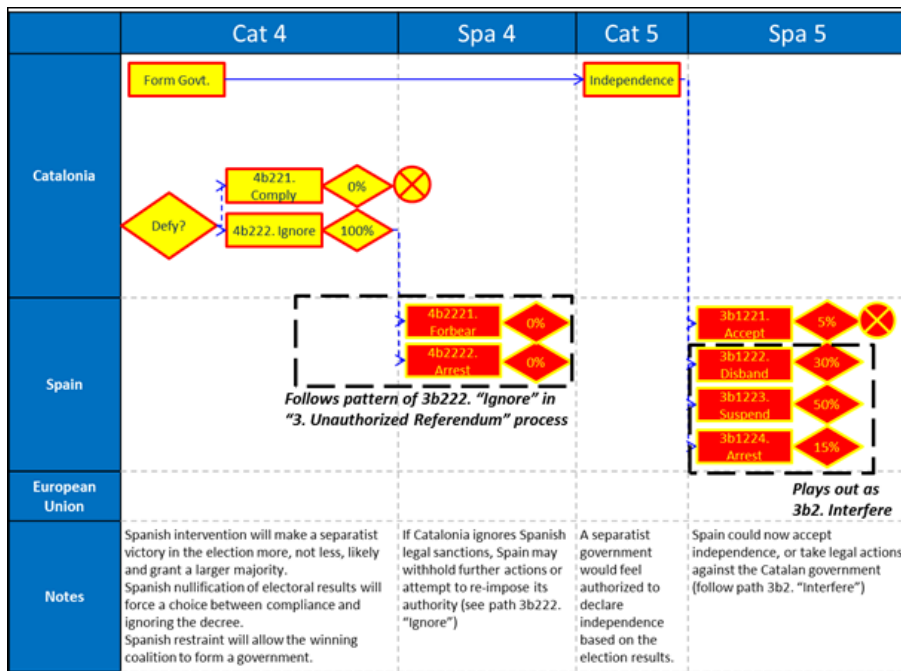 Cat 4
Spa 4
Cat 5
Spa 5
Catalonia
Form Govt.
Independence
4b221.
Comply
0%
Defy?
4b222. Ignore
100%
Spain
4b2221.
Forbear
0%
4b2222.
Arrest
0%
Follows pattern of 3b222. “Ignore” in
“3. Unauthorized Referendum” process
3b1221.
Accept
5%
3b1222.
Disband
30%
3b1223.
Suspend
50%
3b1224.
Arrest
15%
European
Union
Plays out as
3b2. Interfere
Notes
Spanish intervention will make a separatist
victory in the election more, not less, likely
and grant a larger majority.
Spanish nullification of electoral results will
force a choice between compliance and
ignoring the decree.
Spanish restraint will allow the winning
coalition to form a government.
If Catalonia ignores Spanish
legal sanctions, Spain may
withhold further actions or
attempt to re-impose its
authority (see path 3b222.
“Ignore”)
A separatist
government
would feel
authorized to
declare
independence
based on the
election results.
Spain could now accept
independence, or take legal actions
against the Catalan government
(follow path 3b2. “Interfere”)